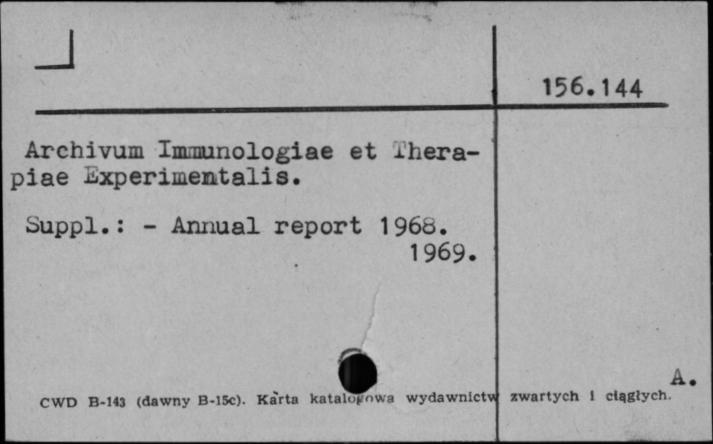 156.144
Archivum Immunologiae et Thera-
piae Experimentalis.
Suppl.: - Annual report 1968.
1969.
A.
CWD B-143 (dawny B-15c). Karta katalogowa wydawnictw zwartych i ciągłych.